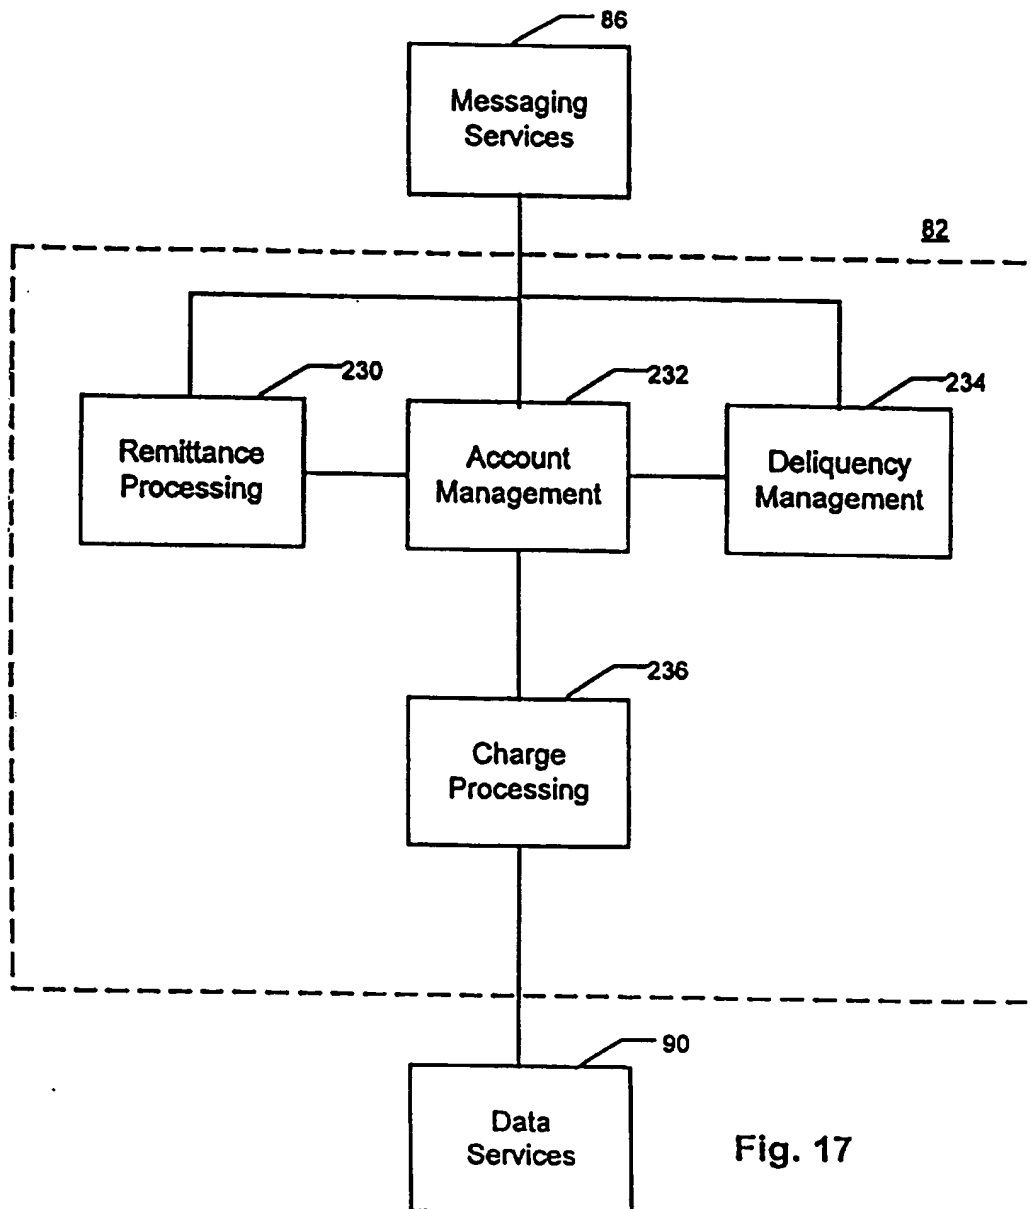 86
Messaging
Services
82
230
232
234
Remittance
Processing
Account
Management
Deliquency
Management
236
Charge
Processing
90
Data
Services
Fig. 17